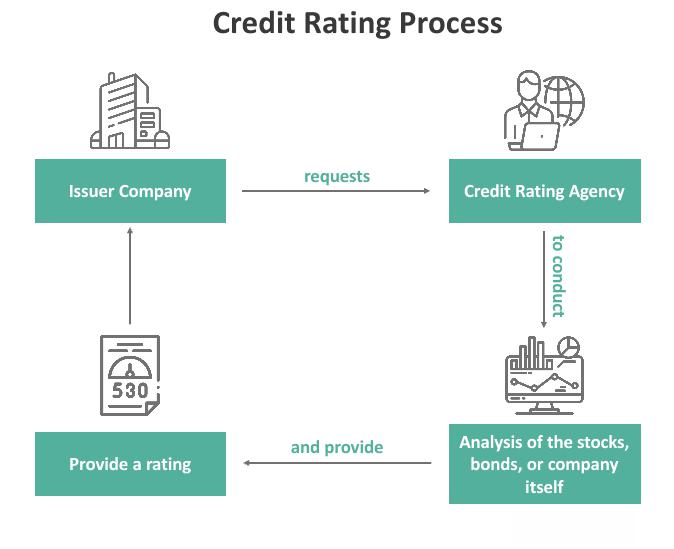 Credit Rating Process
Issuer Company
requests
Credit Rating Agency
to conduct
530
Provide a rating
and provide
Analysis of the stocks,
bonds, or company
itself